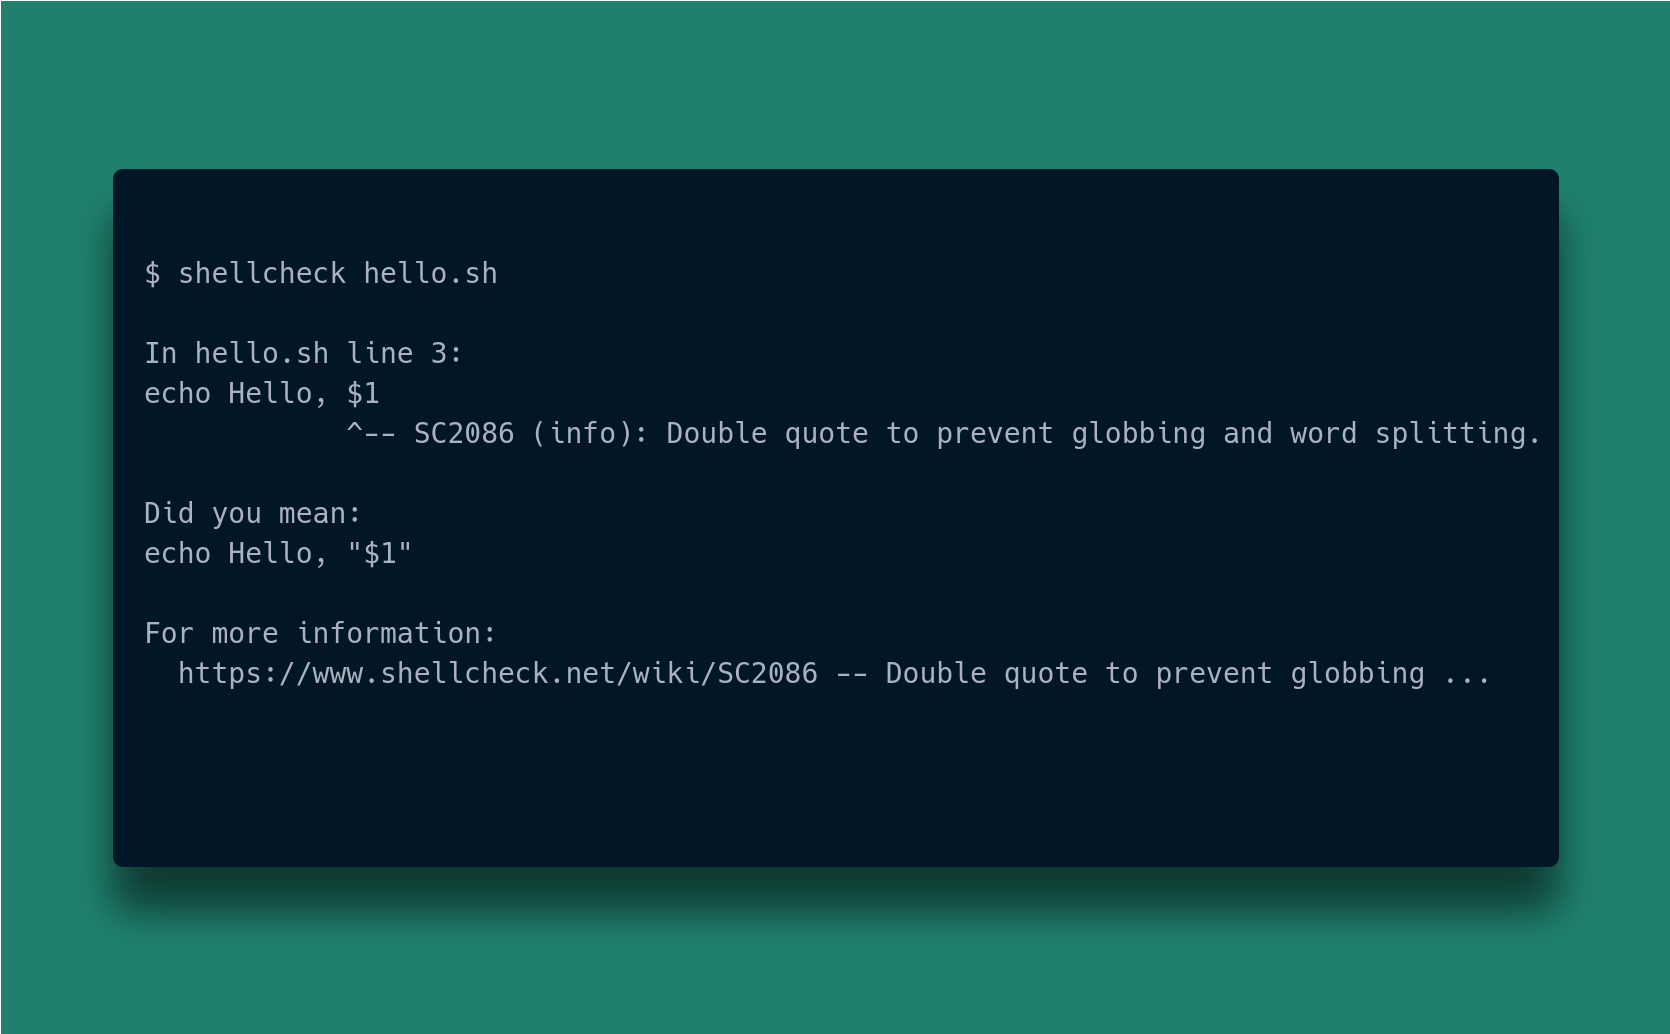 $ shellcheck hello.sh
In hello.sh line 3:
echo Hello, $1
            ^-- SC2086 (info): Double quote to prevent globbing and word splitting.
Did you mean:
echo Hello, "$1"
For more information:
  https://www.shellcheck.net/wiki/SC2086 -- Double quote to prevent globbing ...